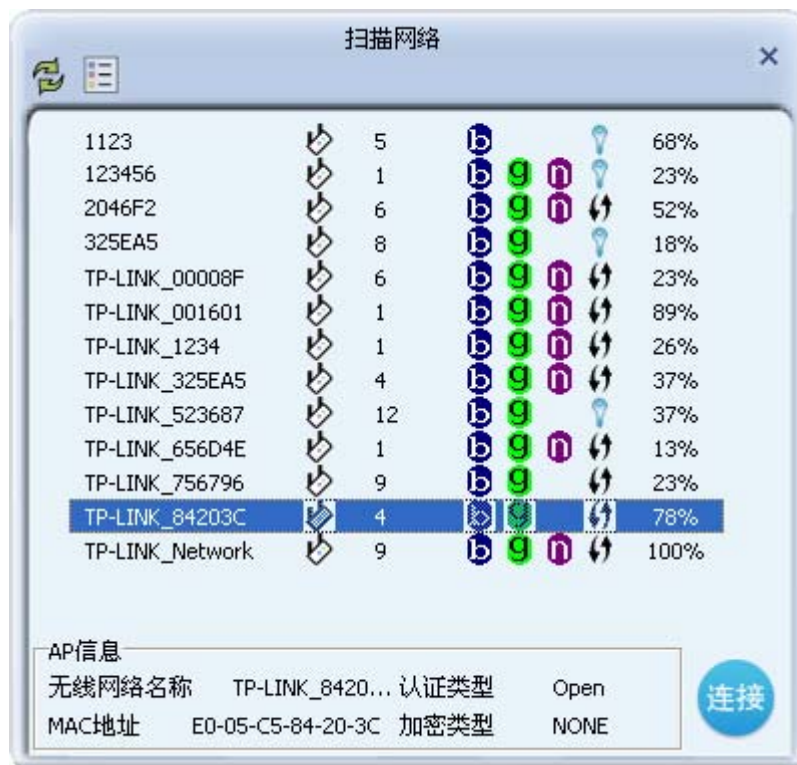 扫描网络
1123 5 b 68%
123456 1 b g n 23%
2046F2 6 b g n 52%
325EA5 8 b g 18%
TP-LINK_00008F 6 b g n 23%
TP-LINK_001601 1 b g n 89%
TP-LINK_1234 1 b g n 26%
TP-LINK_325EA5 4 b g n 37%
TP-LINK_523687 12 b g 37%
TP-LINK_656D4E 1 b g n 13%
TP-LINK_756796 9 b g 23%
TP-LINK_84203C 4 b g 78%
TP-LINK_Network 9 b g n 100%
AP信息
无线网络名称 TP-LINK_8420... 认证类型 Open
MAC地址 E0-05-C5-84-20-3C 加密类型 NONE
连接